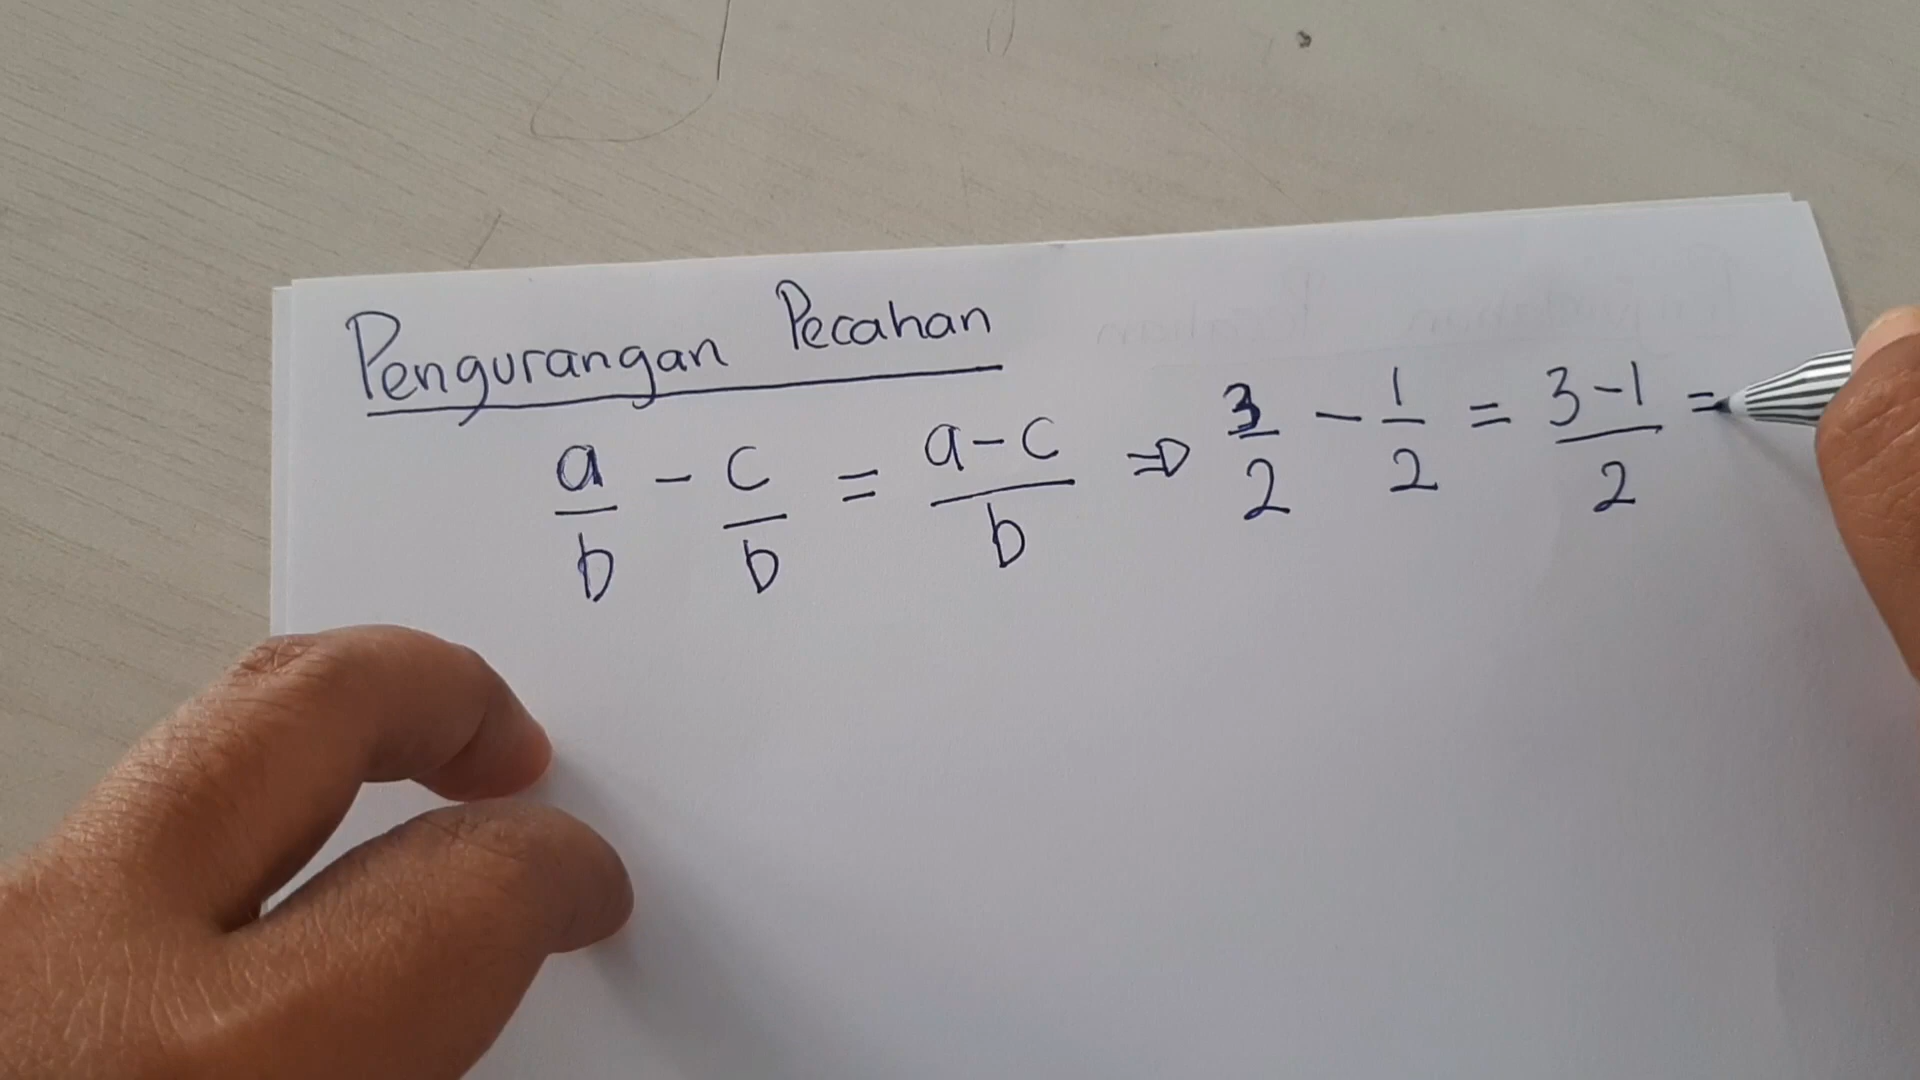 Pengurangan Pecahan
a/b - c/b = a-c/b ⇒ 3/2 - 1/2 = 3-1/2 =